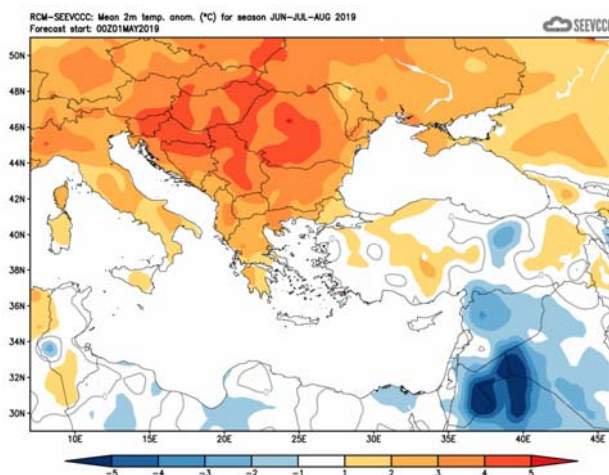 RCM-SEEVCCC: Mean 2m temp. anom. (°C) for season JUN-JUL-AUG 2019
Forecast start: 00Z01MAY2019
SEEVCCC
50N
48N
46N
44N
42N
40N
38N
36N
34N
32N
30N
10E 15E 20E 25E 30E 35E 40E 45E
-5 -4 -3 -2 -1 1 2 3 4 5